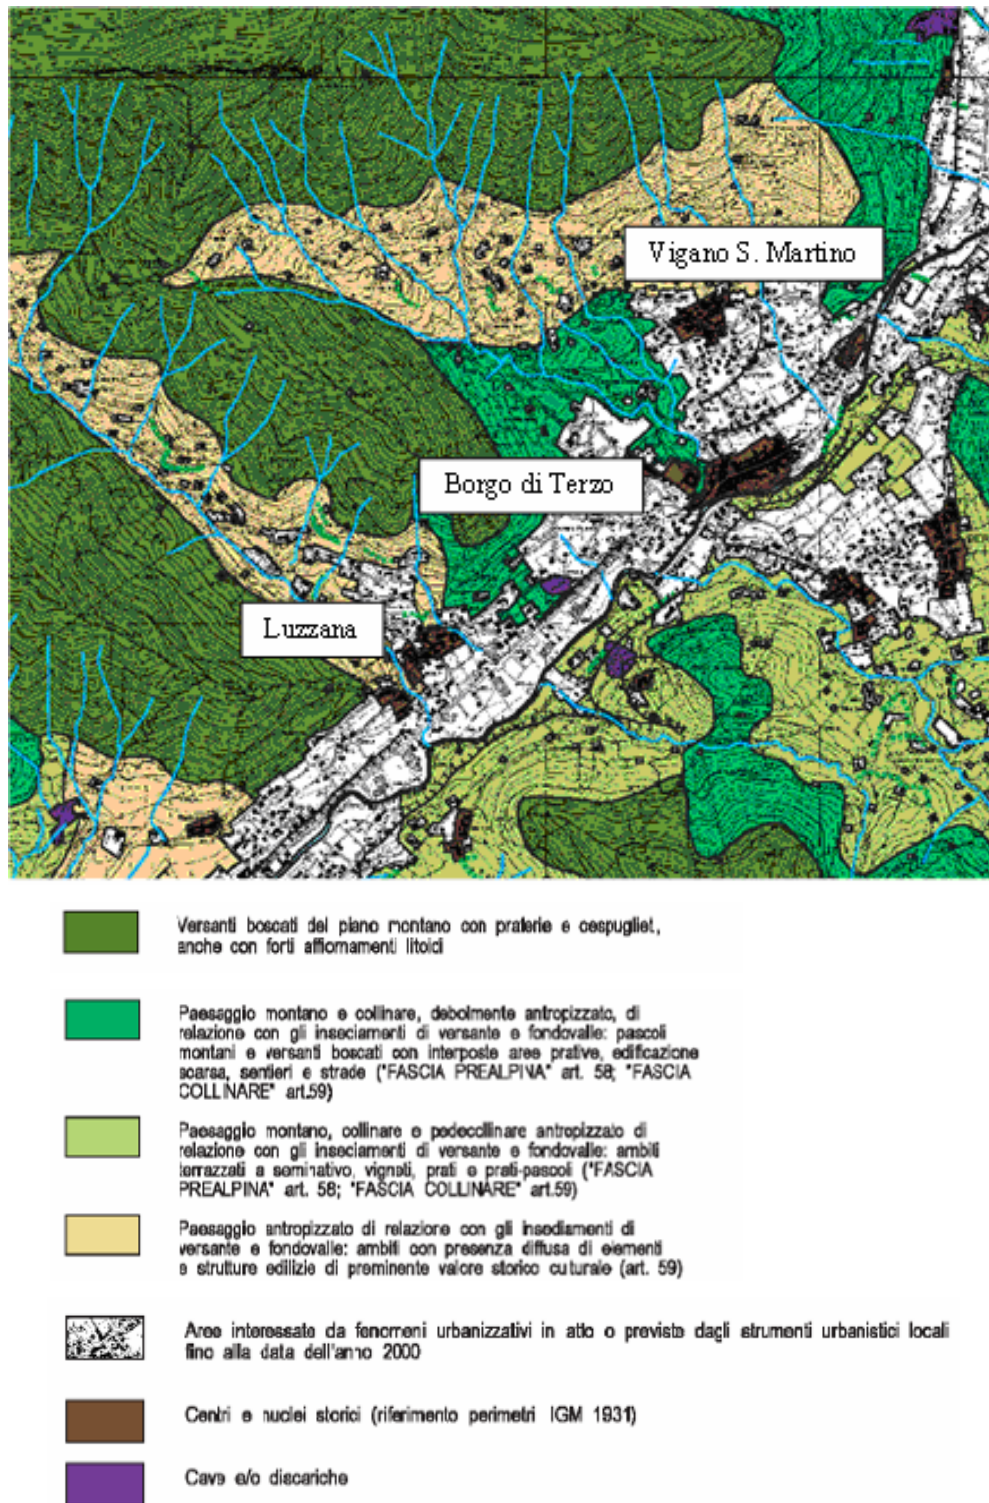 Vigano S. Martino
Borgo di Terzo
Luzzana
Versanti boscati del piano montano con praterie e cespugliet,
anche con forti affioramenti litoidi
Paesaggio montano e collinare, debolmente antropizzato, di
relazione con gli insediamenti di versante e fondovalle: pascoli
montani e versanti boscati con interposte aree prative, edificazione
scarsa, sentieri e strade ("FASCIA PREALPINA" art. 58; "FASCIA
COLLINARE" art.59)
Paesaggio montano, collinare e pedecollinare antropizzato di
relazione con gli insediamenti di versante e fondovalle: ambiti
terrazzati a seminativo, vigneti, prati e prati-pascoli ("FASCIA
PREALPINA" art. 58; "FASCIA COLLINARE" art.59)
Paesaggio antropizzato di relazione con gli insediamenti di
versante e fondovalle: ambiti con presenza diffusa di elementi
e strutture edilizie di preminente valore storico culturale (art. 59)
Aree interessate da fenomeni urbanizzativi in atto o previste dagli strumenti urbanistici locali
fino alla data dell'anno 2000
Centri e nuclei storici (riferimento perimetri IGM 1931)
Cave e/o discariche